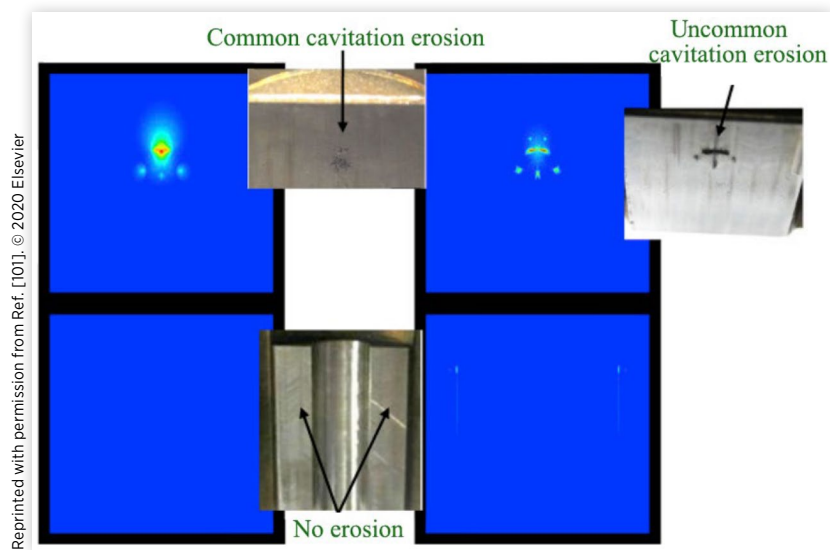 Common cavitation erosion
Uncommon
cavitation erosion
No erosion
Reprinted with permission from Ref. [101]. © 2020 Elsevier